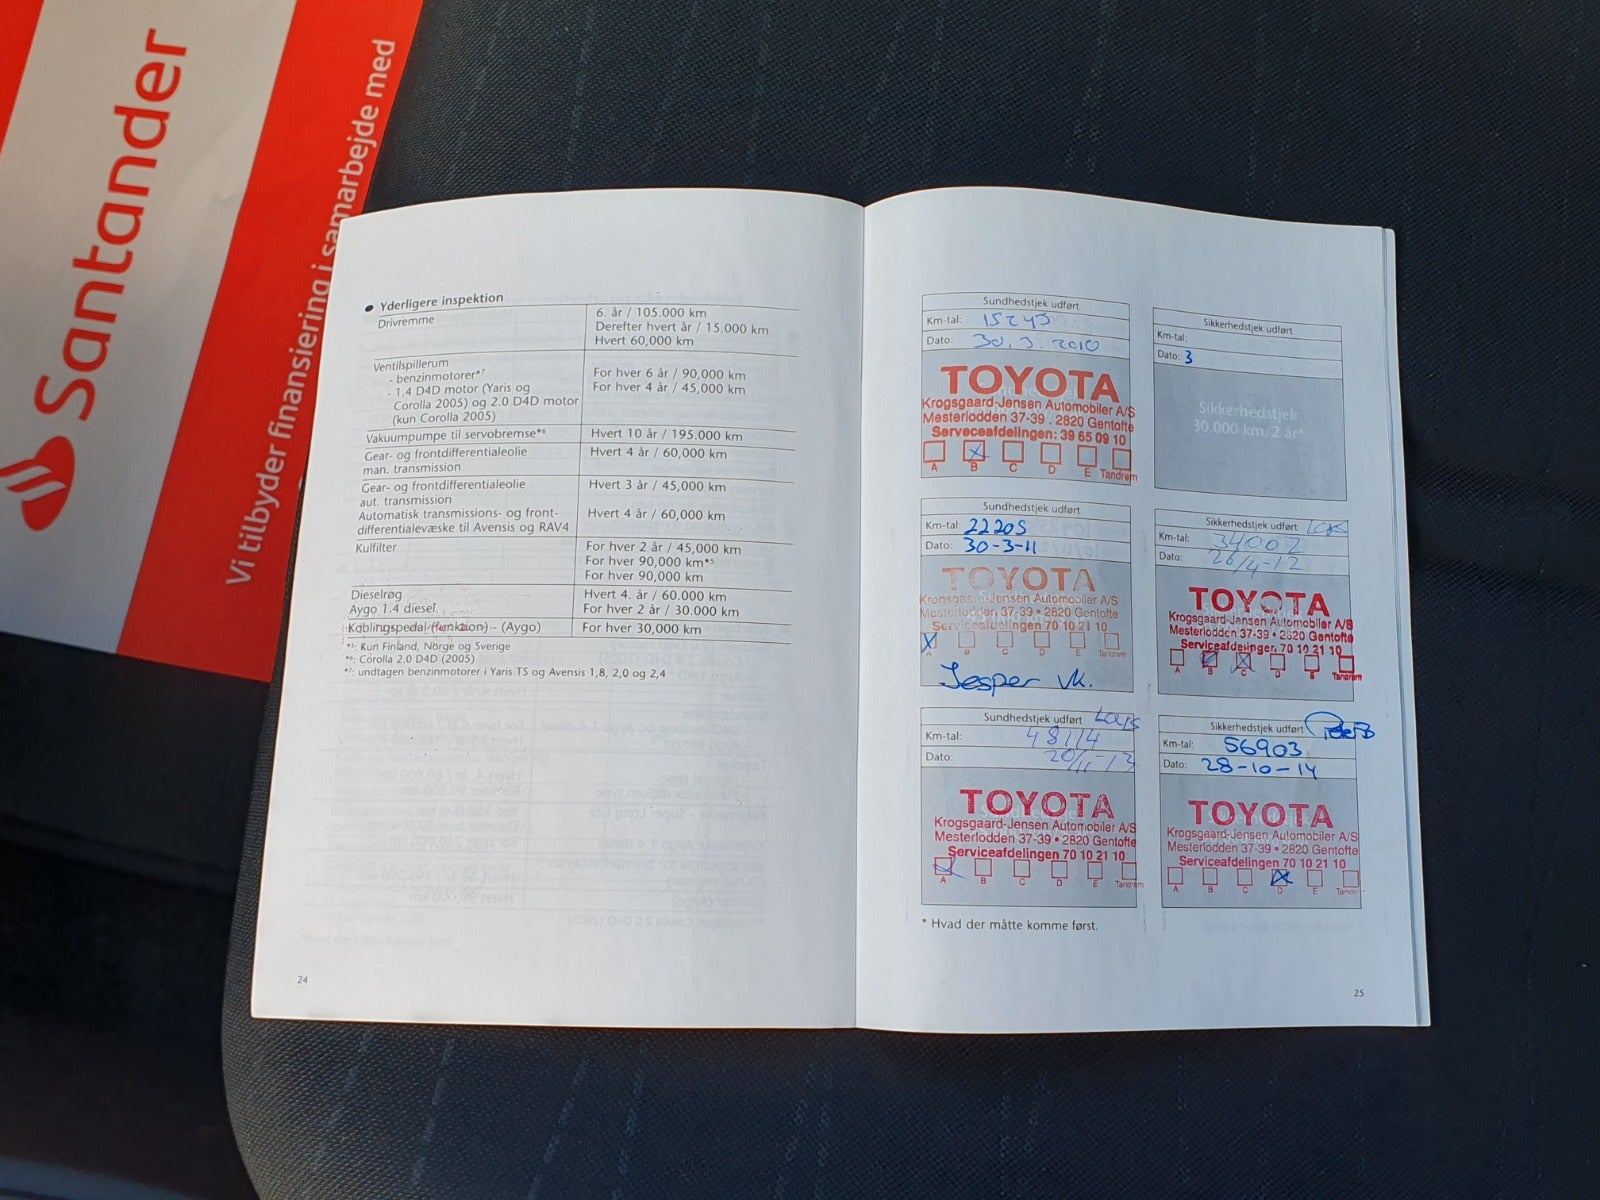 Santander
Vi tilbyder finansiering i samarbejde med
● Yderligere inspektion
Drivremme 6. år / 105.000 km
Derefter hvert år / 15.000 km
Hvert 60,000 km
Ventilspillerum
- benzinmotorer*⁷ For hver 6 år / 90,000 km
- 1.4 D4D motor (Yaris og For hver 4 år / 45,000 km
Corolla 2005) og 2.0 D4D motor
(kun Corolla 2005)
Vakuumpumpe til servobremse*⁶ Hvert 10 år / 195.000 km
Gear- og frontdifferentialeolie Hvert 4 år / 60,000 km
man. transmission
Gear- og frontdifferentialeolie Hvert 3 år / 45,000 km
aut. transmission
Automatisk transmissions- og front- Hvert 4 år / 60,000 km
differentialevæske til Avensis og RAV4
Kulfilter For hver 2 år / 45,000 km
For hver 90,000 km*⁵
For hver 90,000 km
Dieselrøg Hvert 4. år / 60.000 km
Aygo 1.4 diesel. For hver 2 år / 30.000 km
Koblingspedal (funktion) - (Aygo) For hver 30,000 km
*⁵: Kun Finland, Norge og Sverige
*⁶: Corolla 2.0 D4D (2005)
*⁷: undtagen benzinmotorer i Yaris TS og Avensis 1,8, 2,0 og 2,4
24
Sundhedstjek udført
Km-tal: 15245
Dato: 30.3.2010
TOYOTA
Krogsgaard-Jensen Automobiler A/S
Mesterlodden 37-39 . 2820 Gentofte
Serveceafdelingen: 39 65 09 10
A B C D E Tandrem
Sikkerhedstjek udført
Km-tal:
Dato: 3
Sikkerhedstjek
30.000 km/2 år*
Sundhedstjek udført
Km-tal: 22205
Dato: 30-3-11
TOYOTA
Krogsgaard-Jensen Automobiler A/S
Mesterlodden 37-39 • 2820 Gentofte
Serviceafdelingen 70 10 21 10
A B C D E Tandrem
Jesper vk.
Sikkerhedstjek udført
Km-tal: 34002
Dato: 26/4-12
TOYOTA
Krogsgaard-Jensen Automobiler A/S
Mesterlodden 37-39 • 2820 Gentofte
Serviceafdelingen 70 10 21 10
A B C D E Tandrem
Sundhedstjek udført
Km-tal: 48114
Dato: 20/11-13
TOYOTA
Krogsgaard-Jensen Automobiler A/S
Mesterlodden 37-39 • 2820 Gentofte
Serviceafdelingen 70 10 21 10
A B C D E Tandrem
Sikkerhedstjek udført
Km-tal: 56903
Dato: 28-10-14
TOYOTA
Krogsgaard-Jensen Automobiler A/S
Mesterlodden 37-39 • 2820 Gentofte
Serviceafdelingen 70 10 21 10
A B C D E Tandrem
* Hvad der måtte komme først.
25